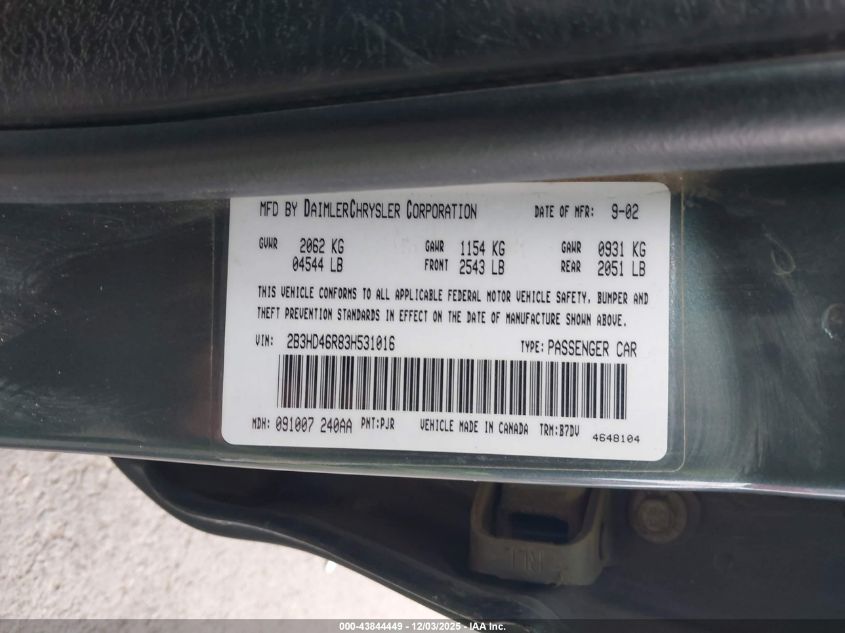 MFD BY DAIMLERCHRYSLER CORPORATION DATE OF MFR: 9-02
GVWR 2062 KG GAWR 1154 KG GAWR 0931 KG
04544 LB FRONT 2543 LB REAR 2051 LB
THIS VEHICLE CONFORMS TO ALL APPLICABLE FEDERAL MOTOR VEHICLE SAFETY, BUMPER AND
THEFT PREVENTION STANDARDS IN EFFECT ON THE DATE OF MANUFACTURE SHOWN ABOVE.
VIN: 2B3HD46R83H531016 TYPE: PASSENGER CAR
MDH: 091007 240AA PNT:PJR VEHICLE MADE IN CANADA TRM:B7DV
4648104
000-43844449 - 12/03/2025 - IAA Inc.